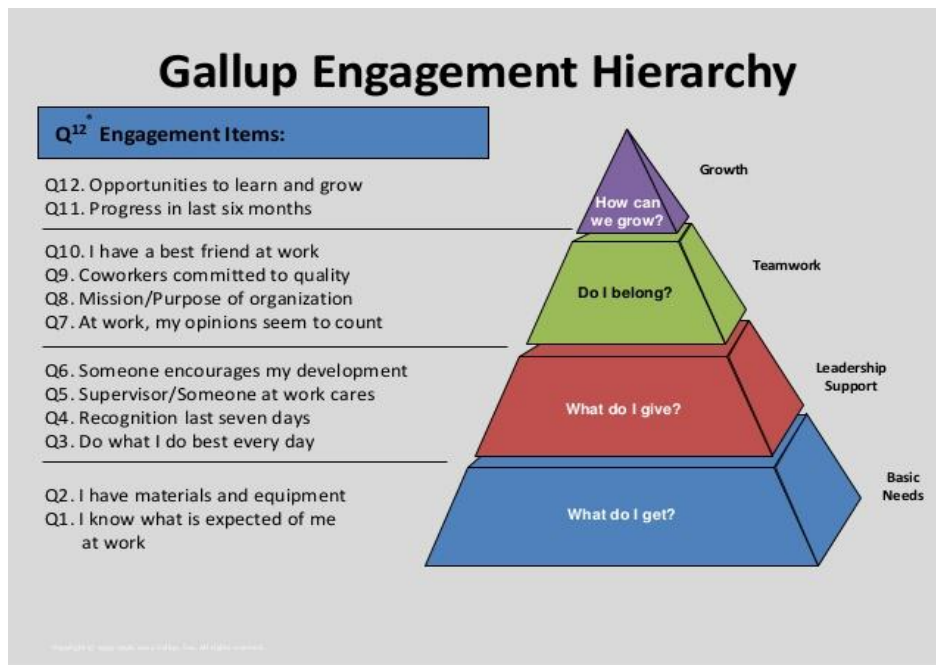 Gallup Engagement Hierarchy
Q12* Engagement Items:
Q12. Opportunities to learn and grow
Q11. Progress in last six months
Q10. I have a best friend at work
Q9. Coworkers committed to quality
Q8. Mission/Purpose of organization
Q7. At work, my opinions seem to count
Q6. Someone encourages my development
Q5. Supervisor/Someone at work cares
Q4. Recognition last seven days
Q3. Do what I do best every day
Q2. I have materials and equipment
Q1. I know what is expected of me
at work
How can
we grow?
Growth
Do I belong?
Teamwork
What do I give?
Leadership
Support
What do I get?
Basic
Needs